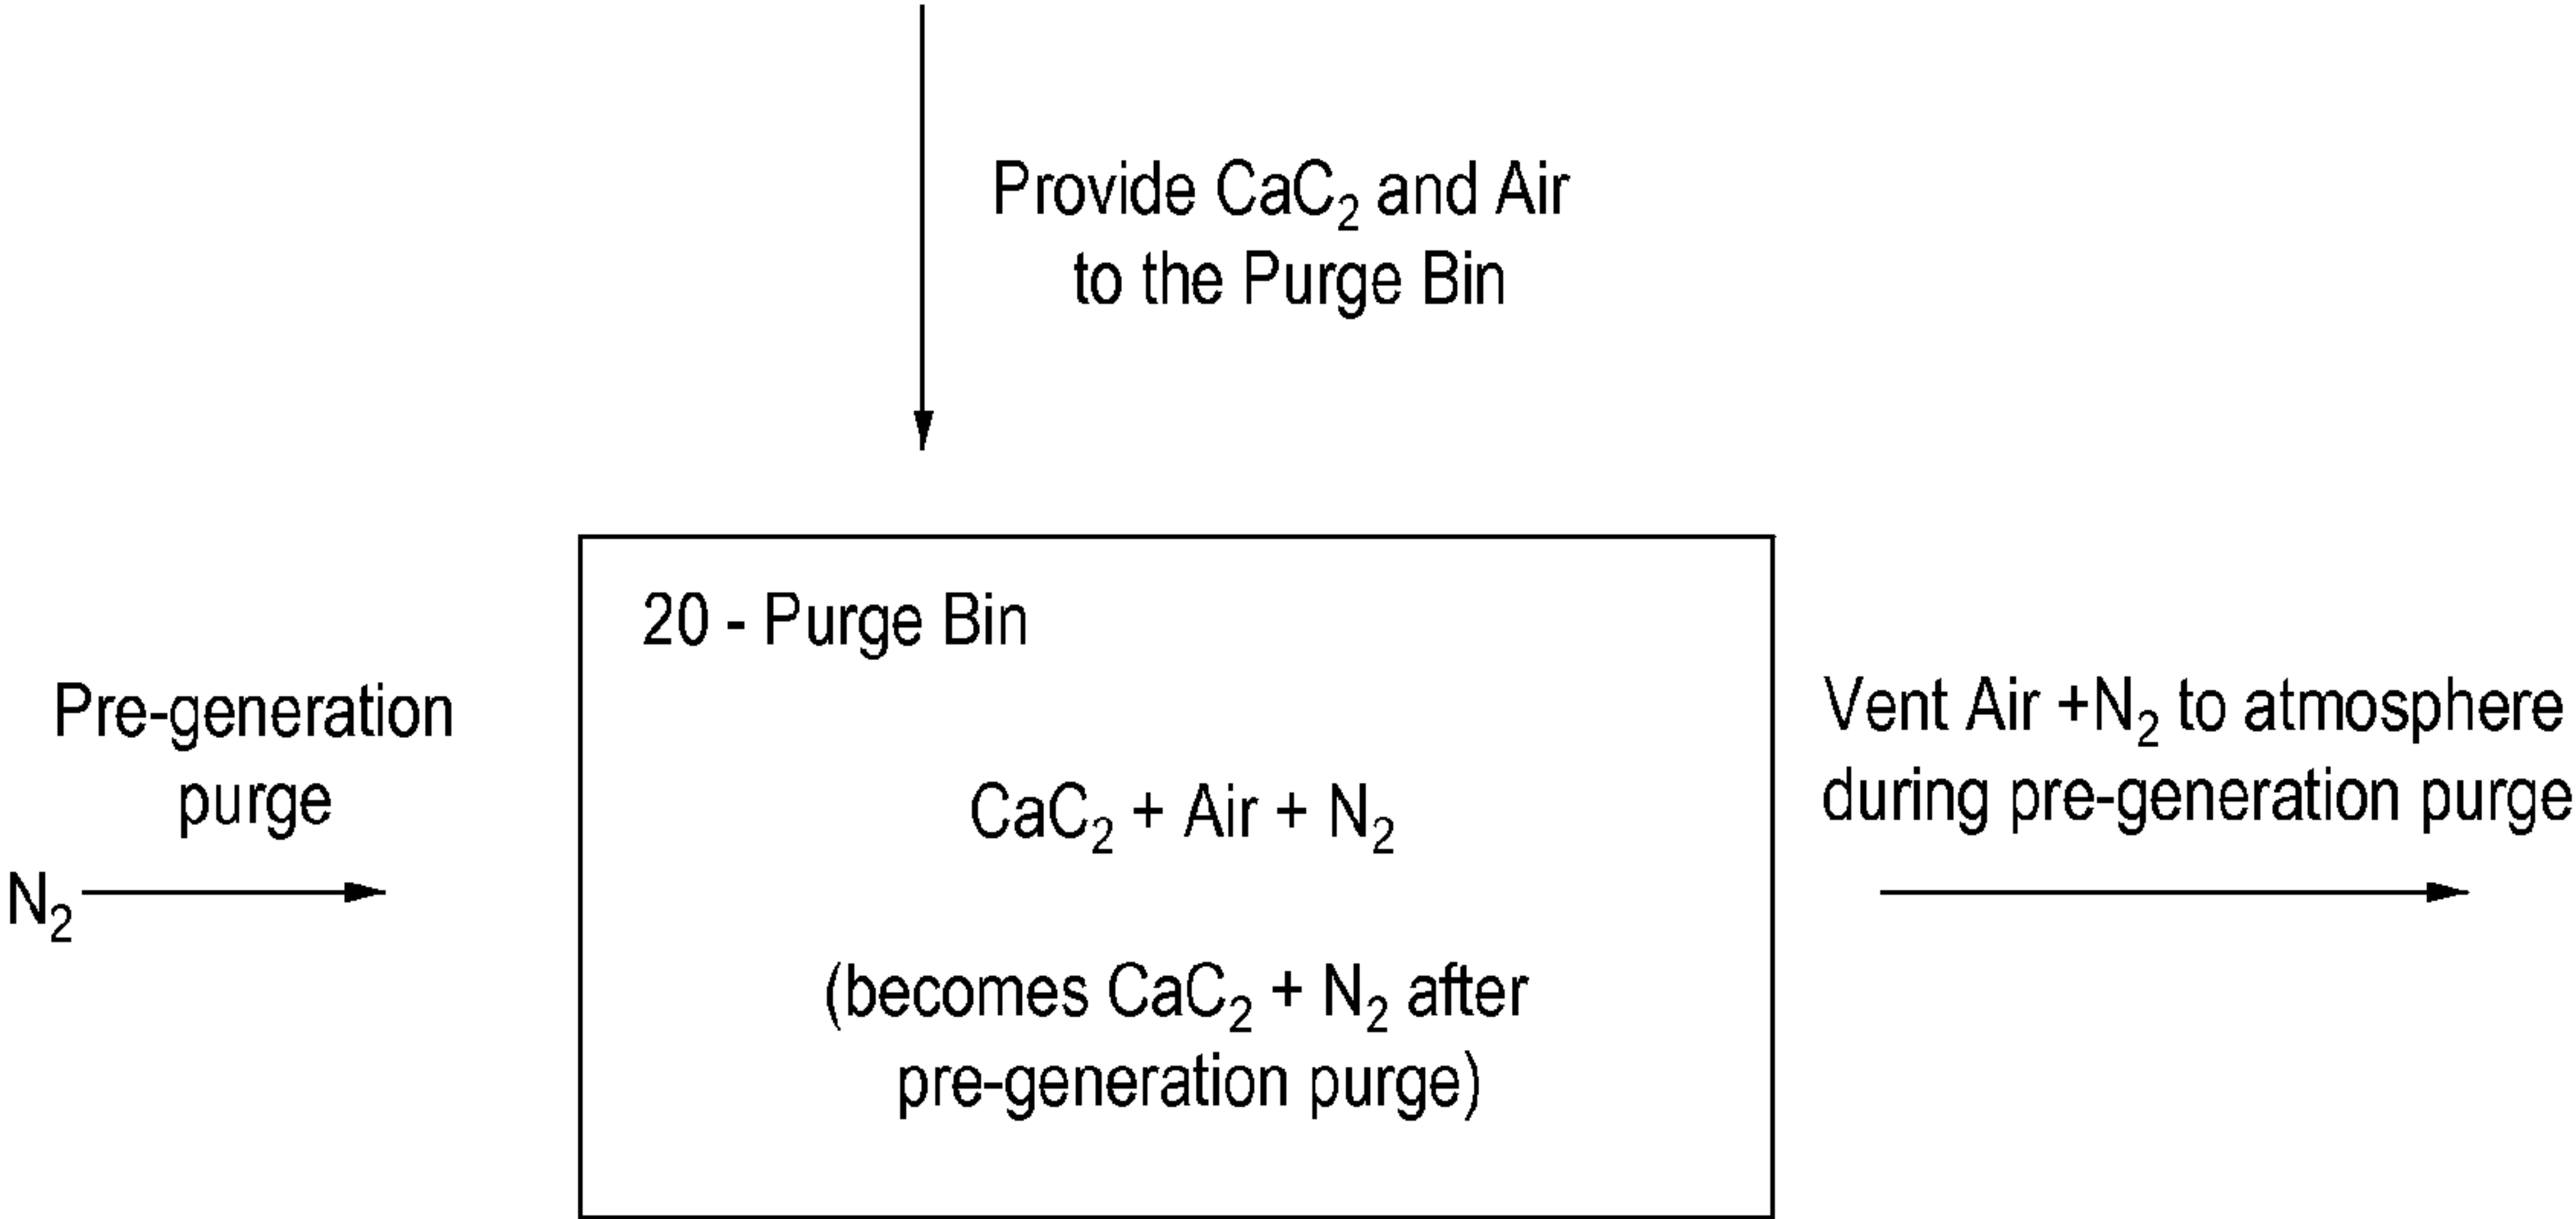 Provide CaC₂ and Air
to the Purge Bin
20 - Purge Bin
Pre-generation
purge
N₂
CaC₂ + Air + N₂
(becomes CaC₂ + N₂ after
pre-generation purge)
Vent Air +N₂ to atmosphere
during pre-generation purge